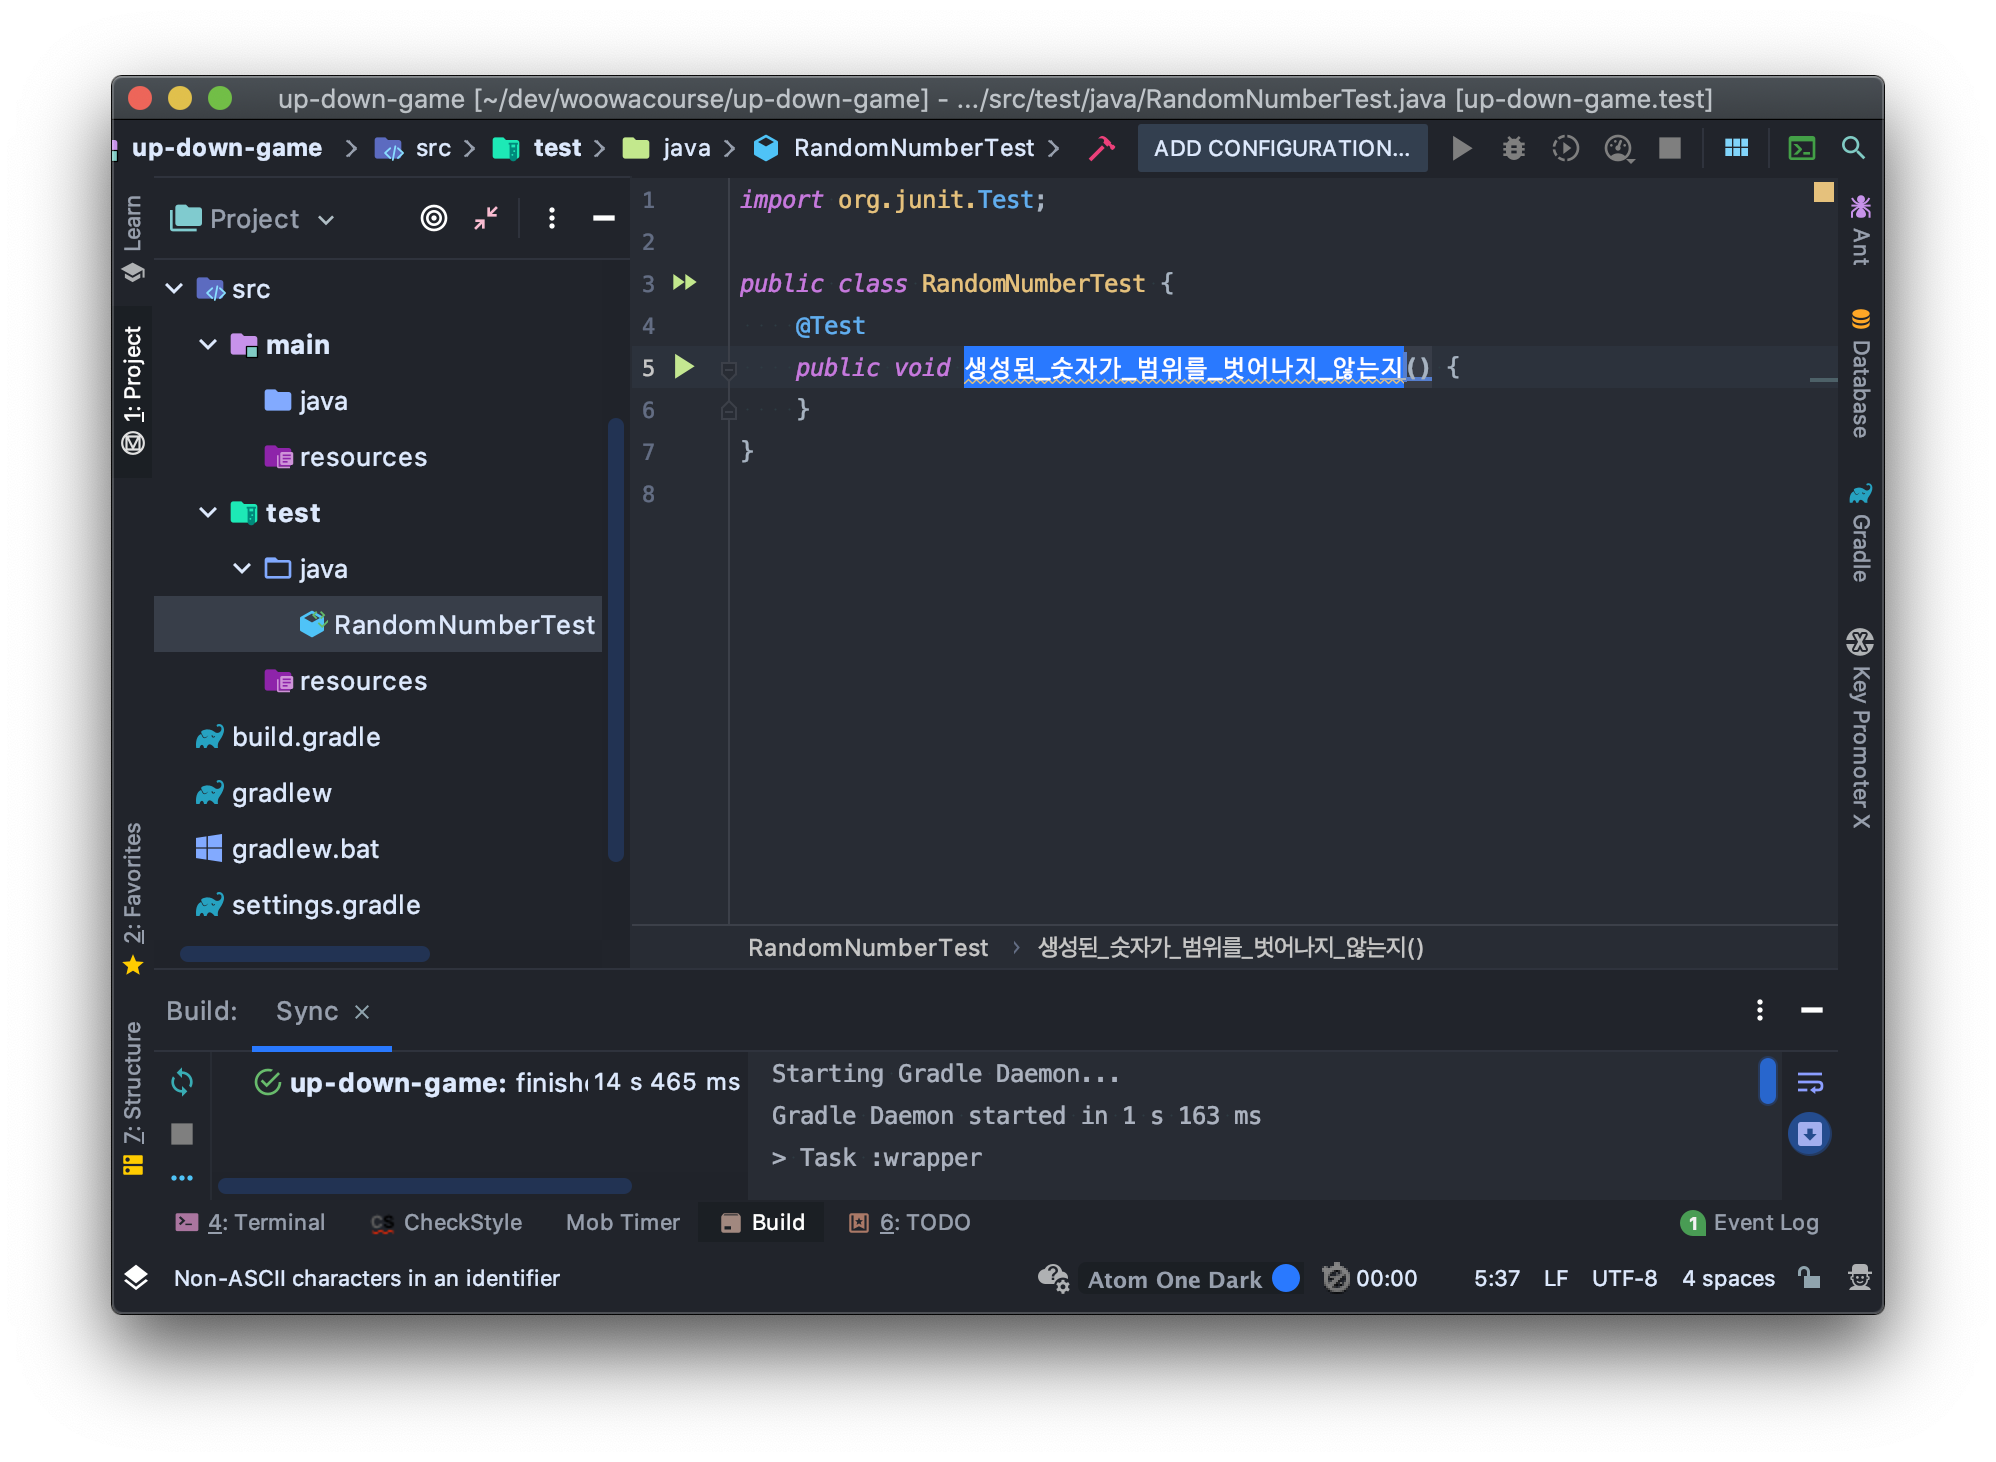 up-down-game [~/dev/woowacourse/up-down-game] - .../src/test/java/RandomNumberTest.java [up-down-game.test]
up-down-game src test java RandomNumberTest ADD CONFIGURATION...
Learn
1: Project
2: Favorites
7: Structure
Project
src
main
java
resources
test
java
RandomNumberTest
resources
build.gradle
gradlew
gradlew.bat
settings.gradle
1 import org.junit.Test;
2
3 public class RandomNumberTest {
4 @Test
5 public void 생성된_숫자가_범위를_벗어나지_않는지() {
6 }
7 }
8
RandomNumberTest › 생성된_숫자가_범위를_벗어나지_않는지()
Ant
Database
Gradle
Key Promoter X
Build: Sync ×
up-down-game: finish 14 s 465 ms
Starting Gradle Daemon...
Gradle Daemon started in 1 s 163 ms
> Task :wrapper
4: Terminal CS CheckStyle Mob Timer Build 6: TODO 1 Event Log
Non-ASCII characters in an identifier Atom One Dark 00:00 5:37 LF UTF-8 4 spaces